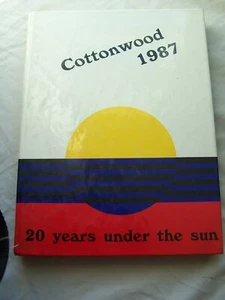 Cottonwood
1987
20 years under the sun